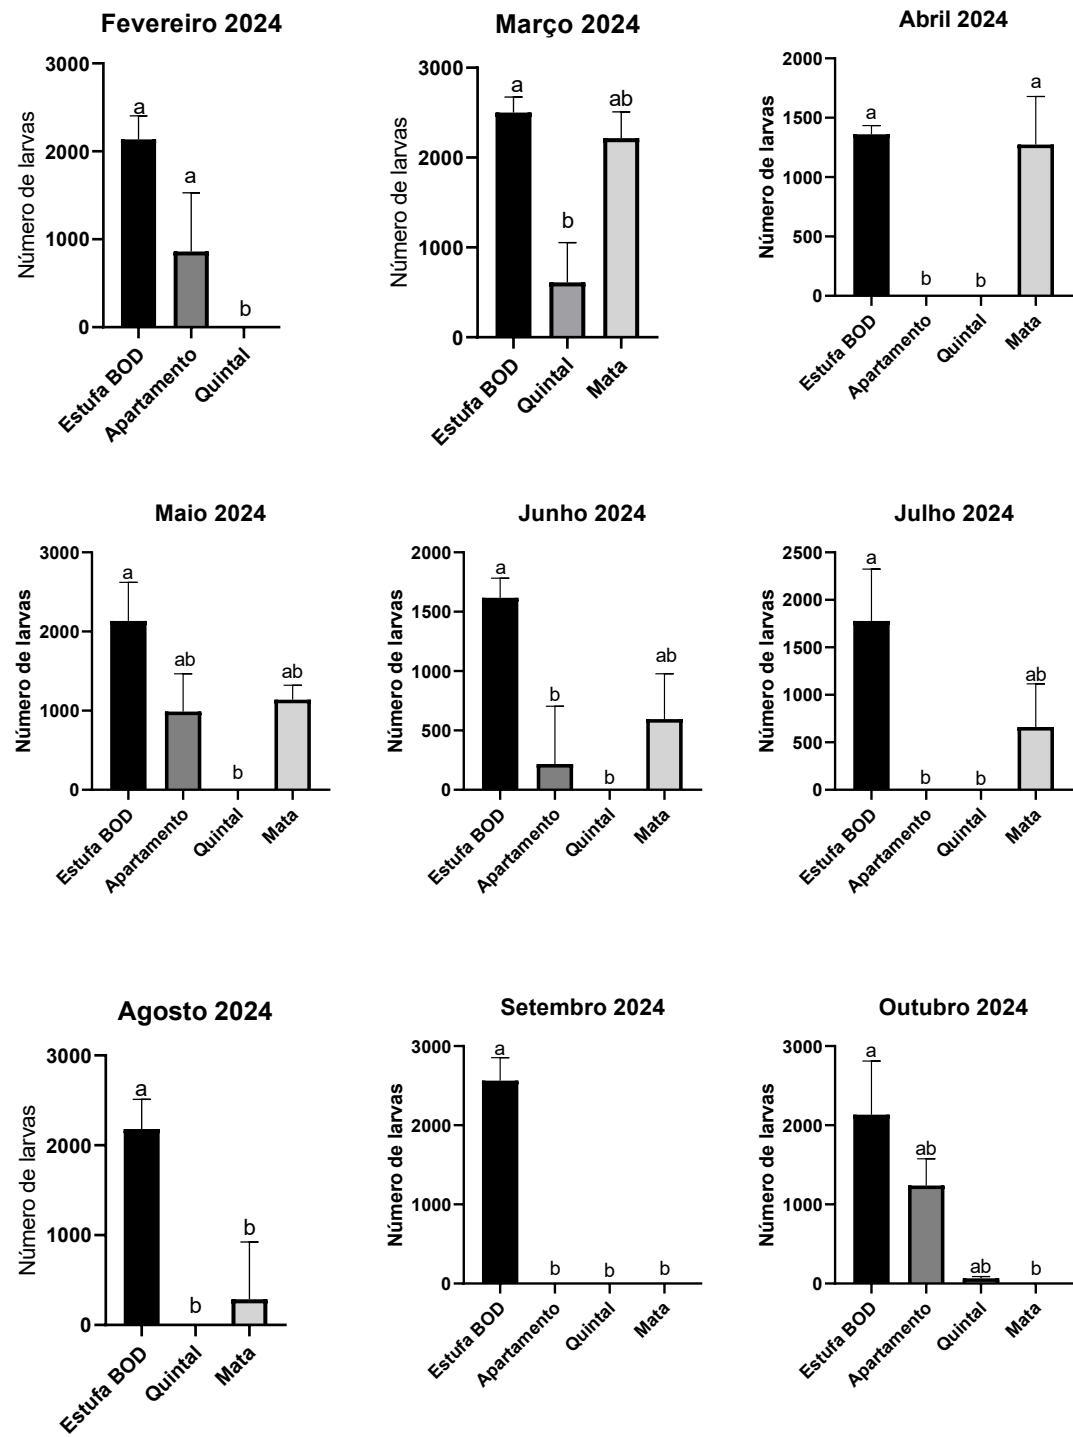 Fevereiro 2024
Número de larvas
3000
2000
1000
0
a
a
b
Estufa BOD
Apartamento
Quintal
Março 2024
Número de larvas
3000
2000
1000
0
a
b
ab
Estufa BOD
Quintal
Mata
Abril 2024
Número de larvas
2000
1500
1000
500
0
a
b
b
a
Estufa BOD
Apartamento
Quintal
Mata
Maio 2024
Número de larvas
3000
2000
1000
0
a
ab
b
ab
Estufa BOD
Apartamento
Quintal
Mata
Junho 2024
Número de larvas
2000
1500
1000
500
0
a
b
b
ab
Estufa BOD
Apartamento
Quintal
Mata
Julho 2024
Número de larvas
2500
2000
1500
1000
500
0
a
b
b
ab
Estufa BOD
Apartamento
Quintal
Mata
Agosto 2024
Número de larvas
3000
2000
1000
0
a
b
b
Estufa BOD
Quintal
Mata
Setembro 2024
Número de larvas
3000
2000
1000
0
a
b
b
b
Estufa BOD
Apartamento
Quintal
Mata
Outubro 2024
Número de larvas
3000
2000
1000
0
a
ab
ab
b
Estufa BOD
Apartamento
Quintal
Mata